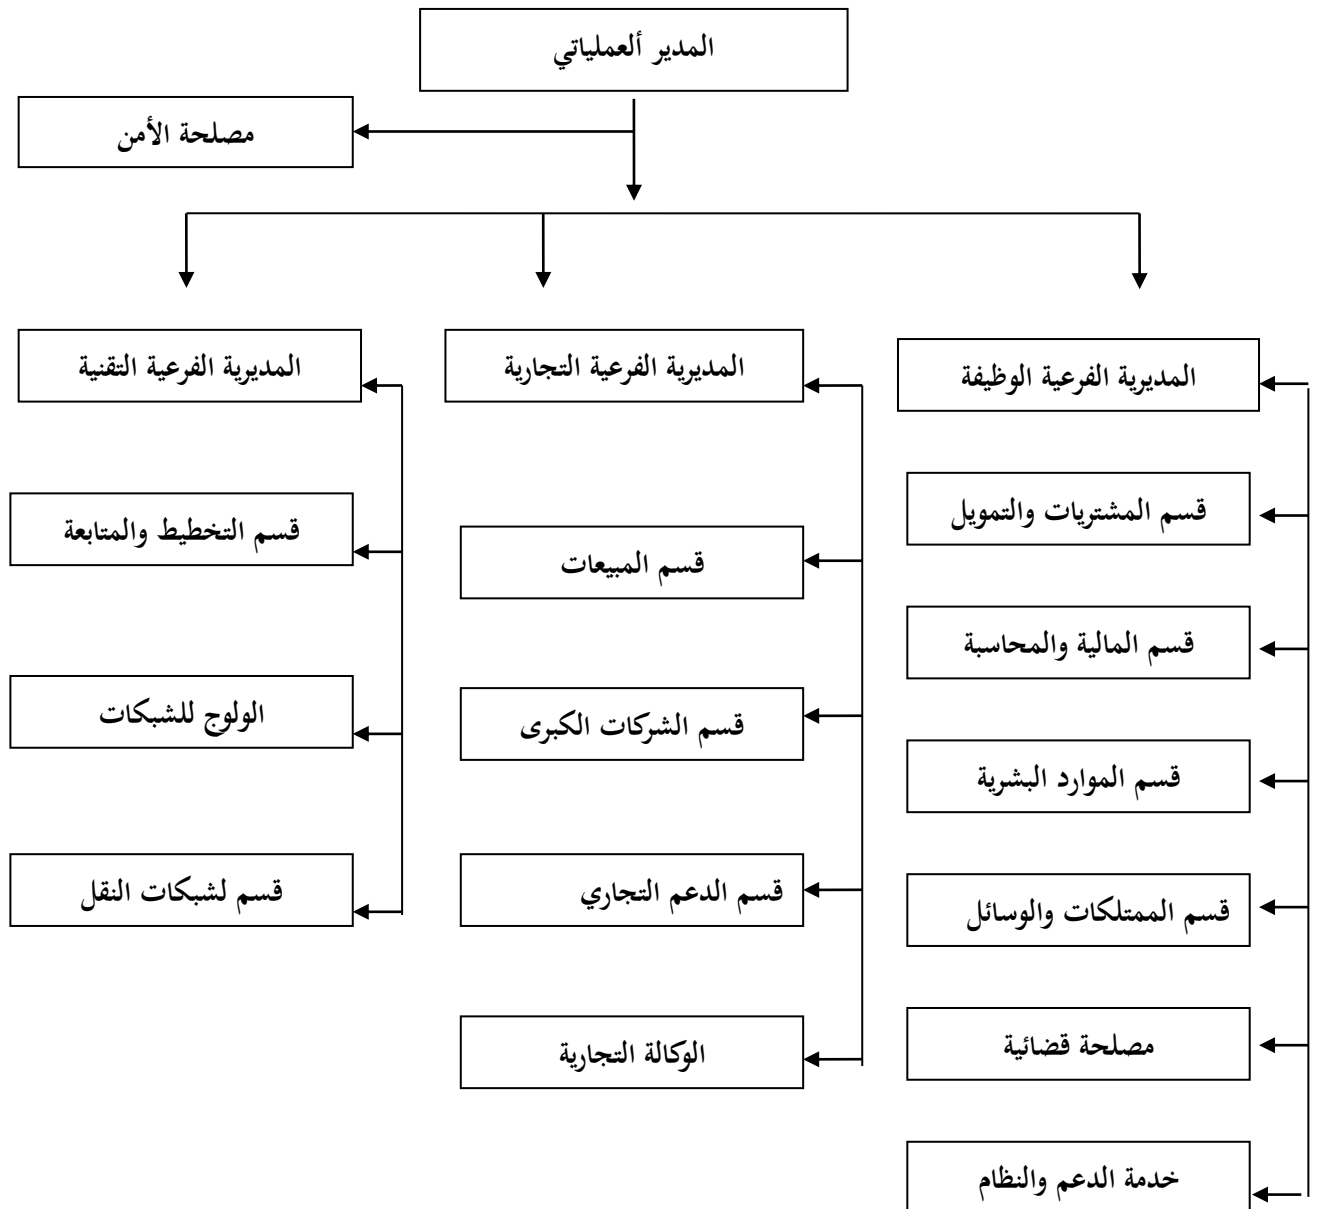 المدير ألعملياتي
مصلحة الأمن
المديرية الفرعية الوظيفة
قسم المشتريات والتمويل
قسم المالية والمحاسبة
قسم الموارد البشرية
قسم الممتلكات والوسائل
مصلحة قضائية
خدمة الدعم والنظام
المديرية الفرعية التجارية
قسم المبيعات
قسم الشركات الكبرى
قسم الدعم التجاري
الوكالة التجارية
المديرية الفرعية التقنية
قسم التخطيط والمتابعة
الولوج للشبكات
قسم لشبكات النقل